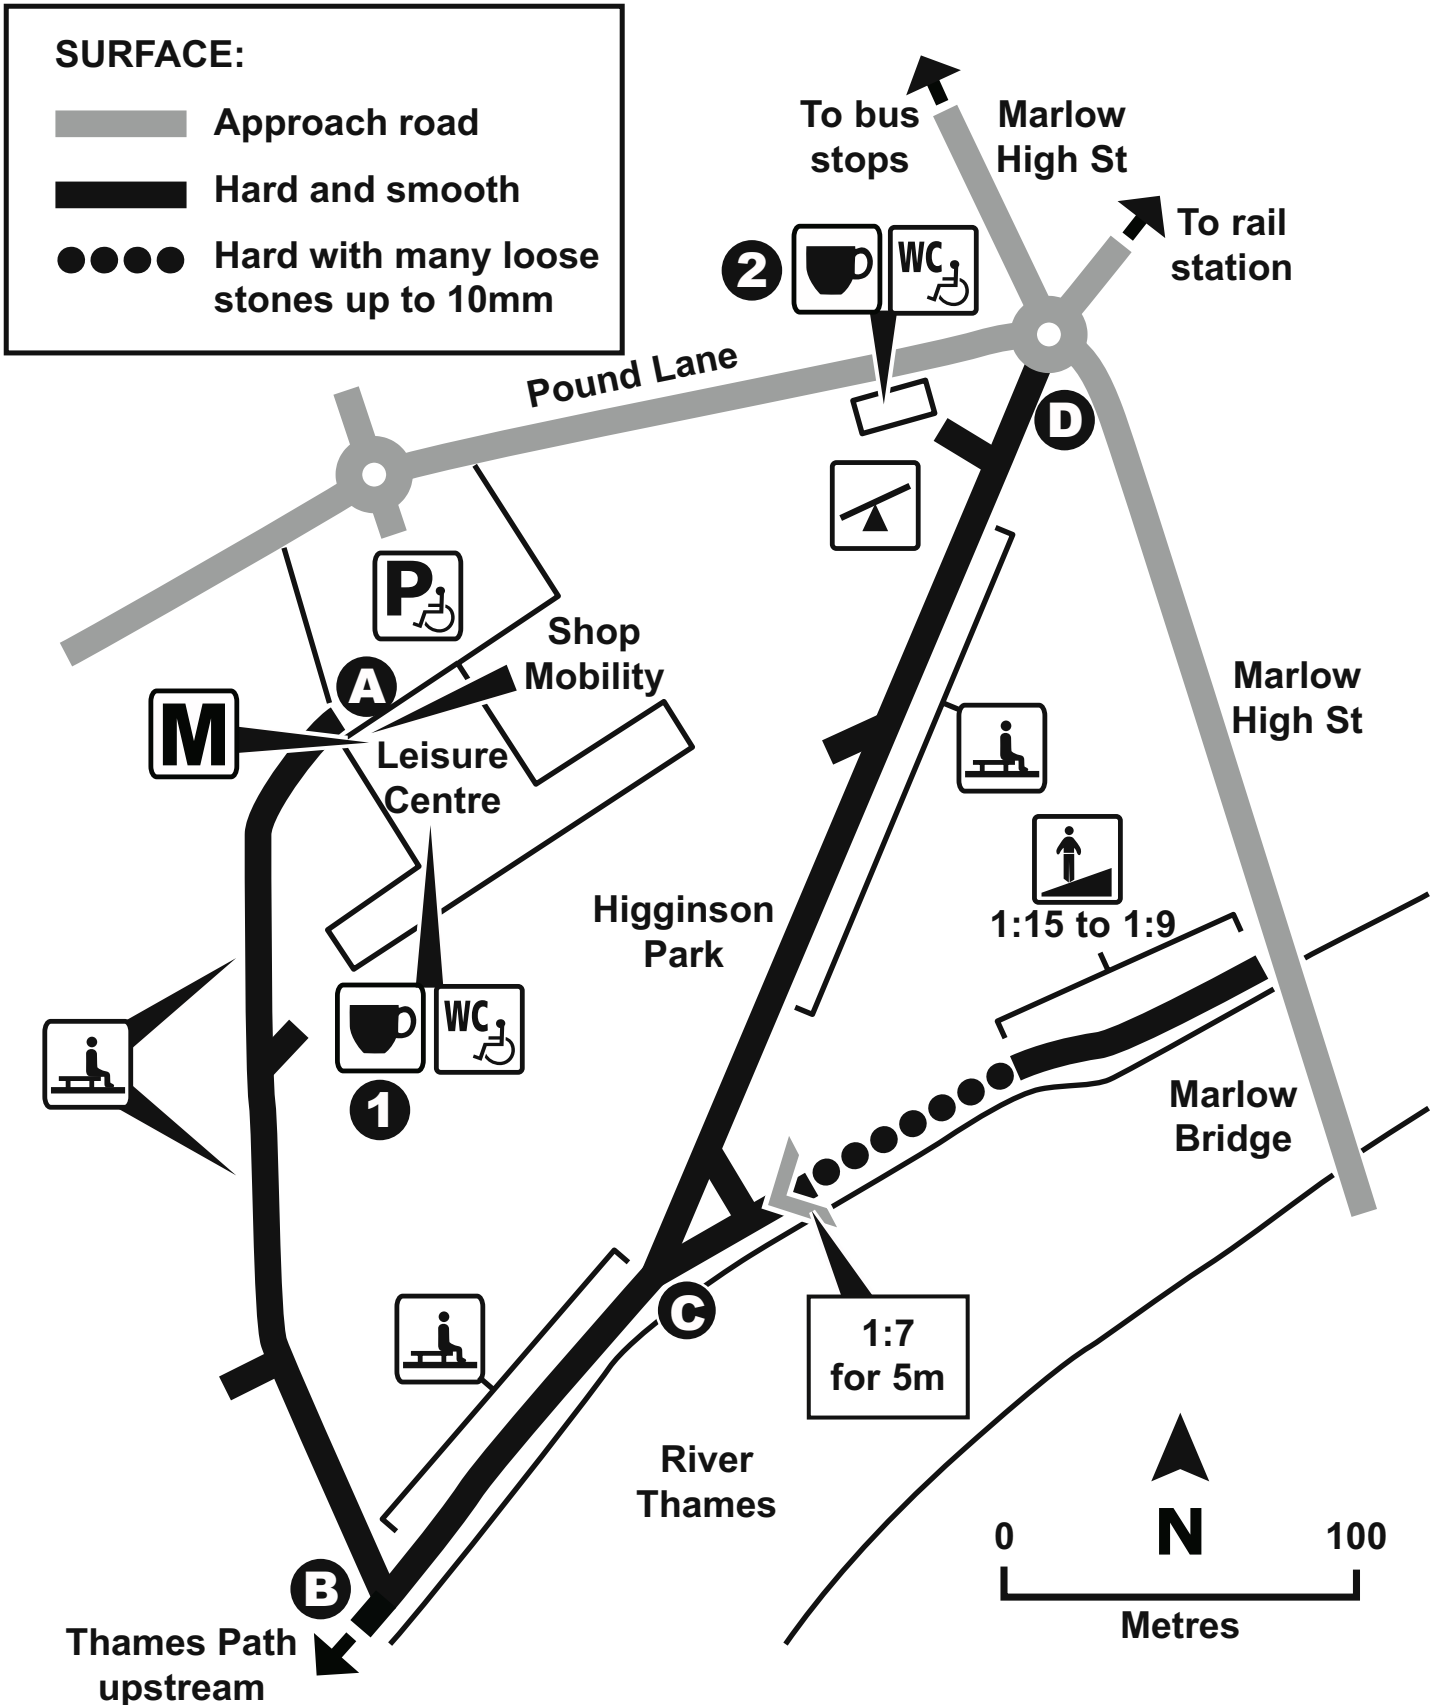 SURFACE:
Approach road
Hard and smooth
Hard with many loose
stones up to 10mm
To bus
stops
Marlow
High St
To rail
station
2
WC
Pound Lane
D
P
Shop
Mobility
A
M
Leisure
Centre
Marlow
High St
1:15 to 1:9
Higginson
Park
WC
1
Marlow
Bridge
C
1:7
for 5m
River
Thames
0
N
100
Metres
B
Thames Path
upstream